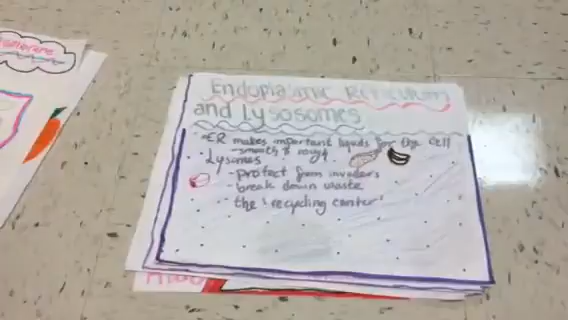 Endoplasmic Reticulum
and Lysosomes
-ER makes important liquids for the cell
-smooth & rough
-Lysomes
-protect from invaders
-break down waste
-the "recycling center"